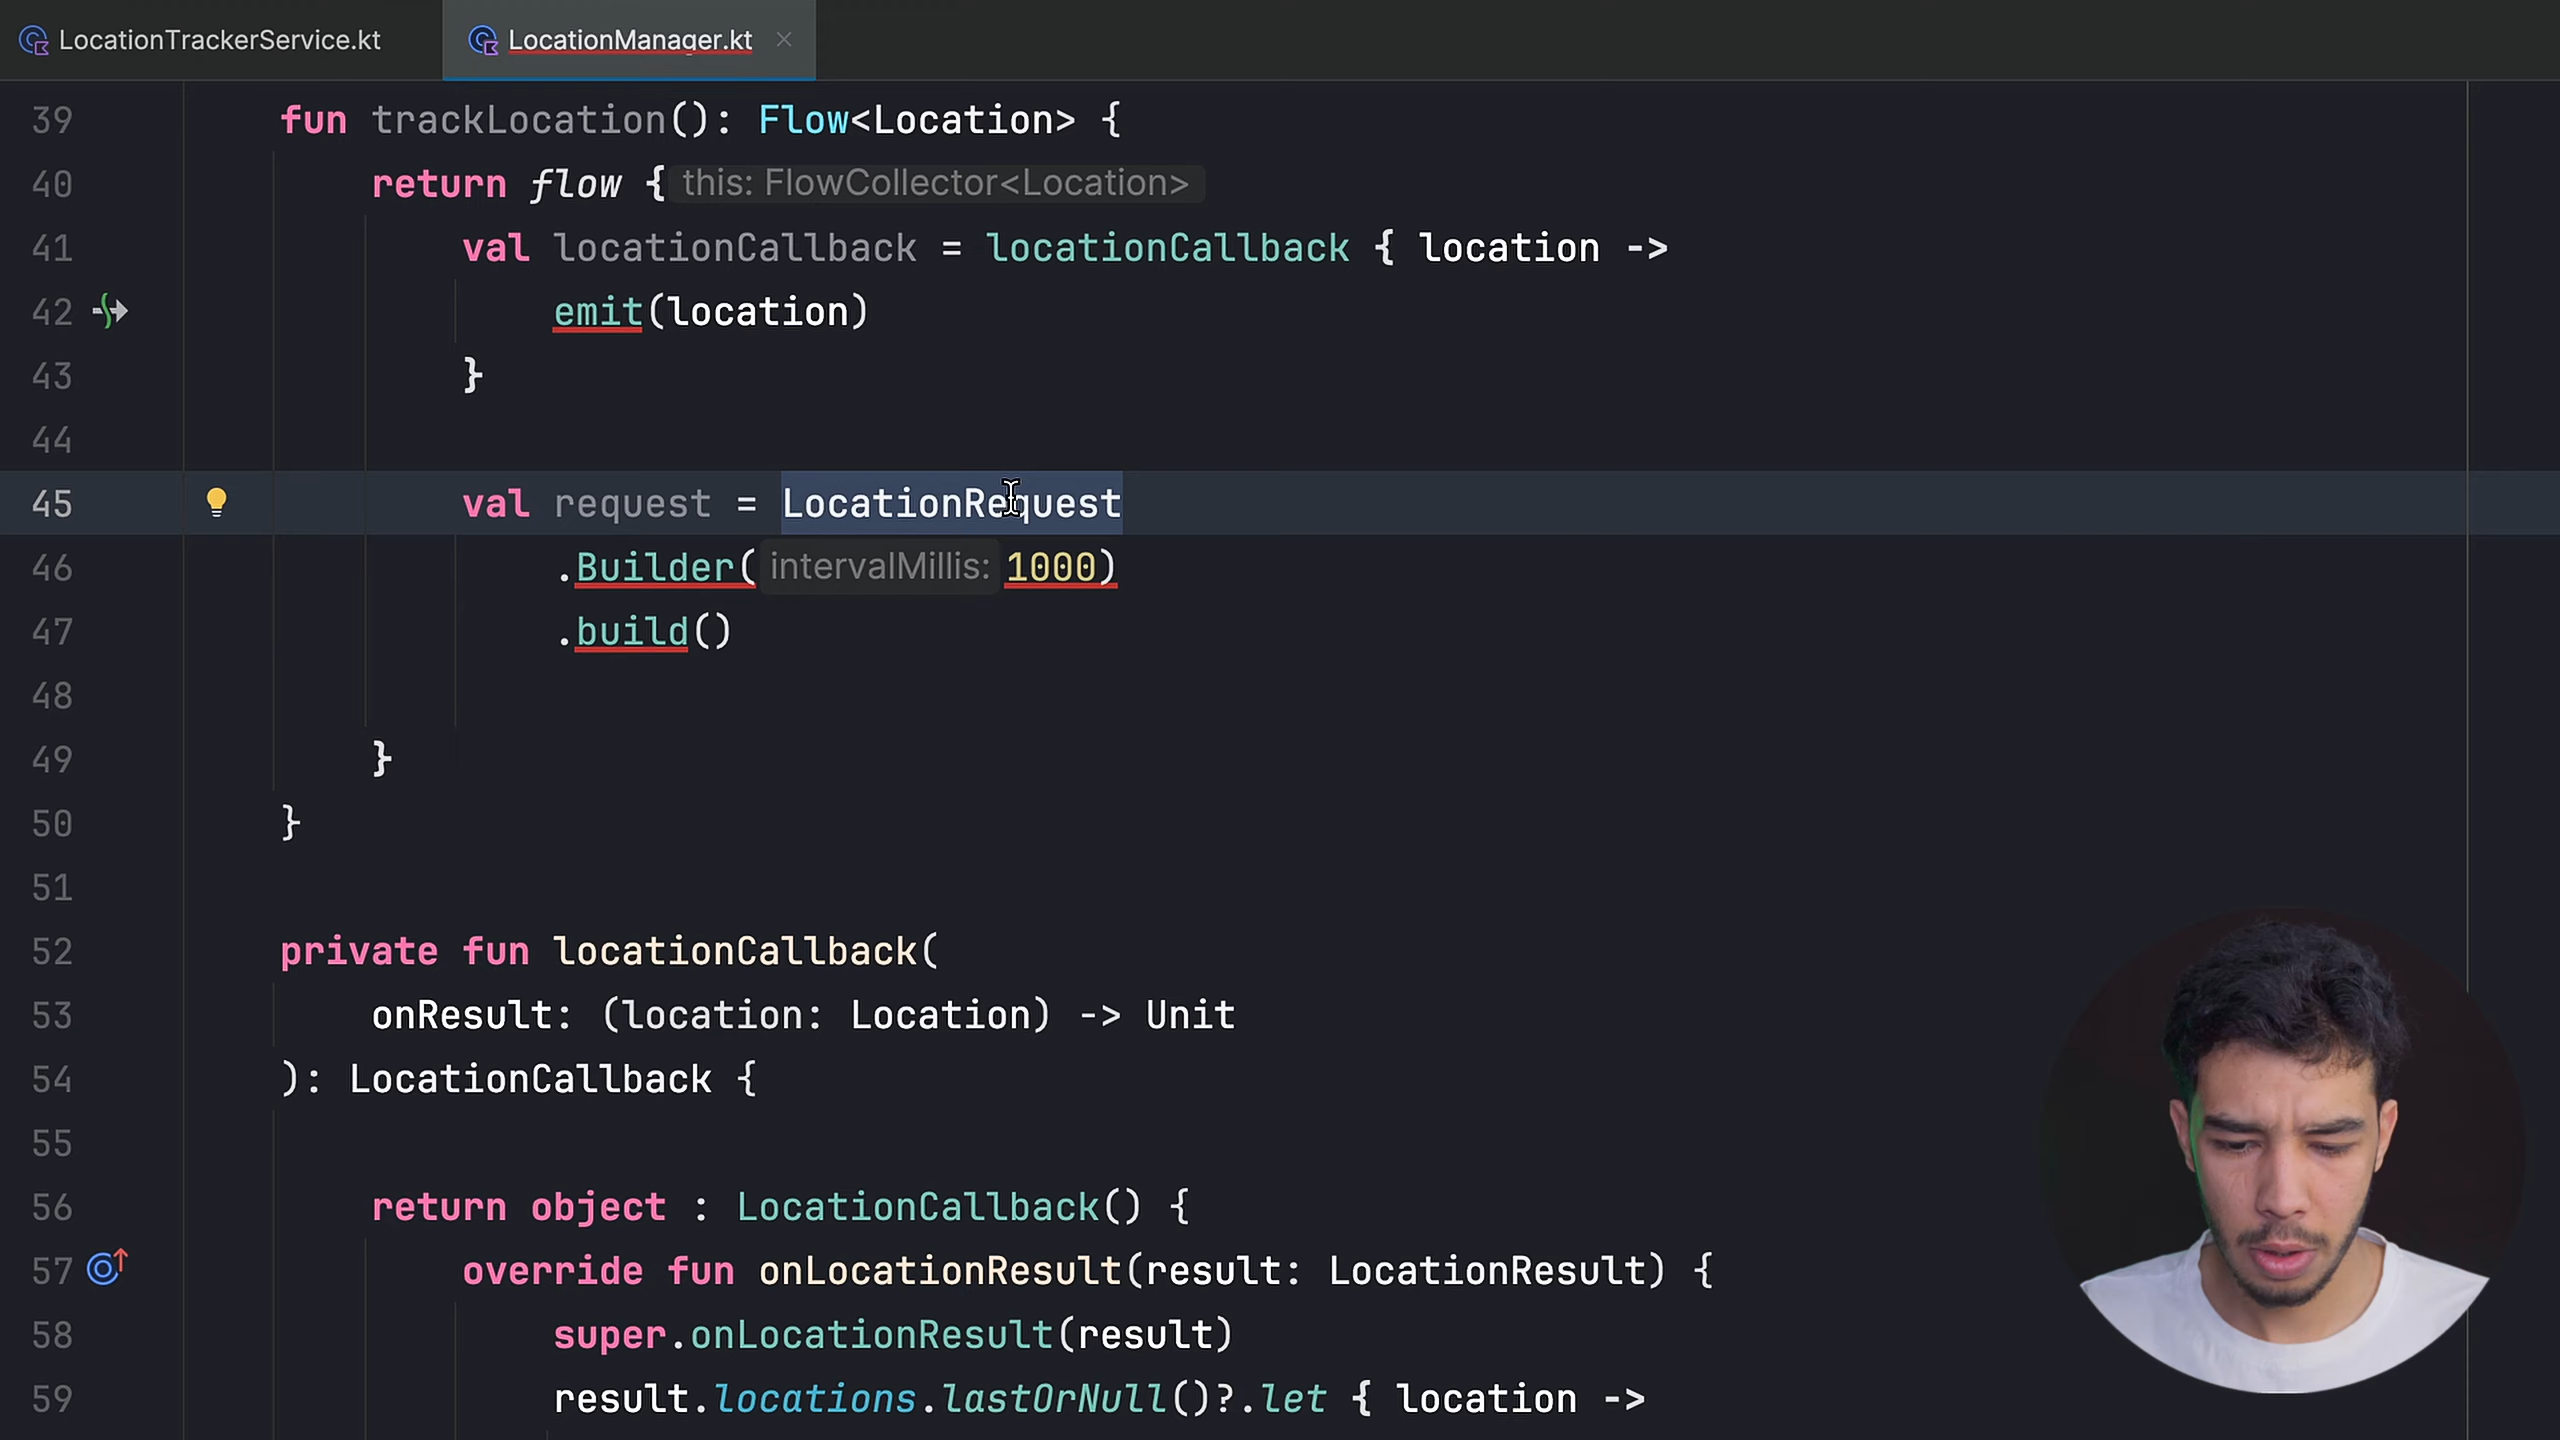 LocationTrackerService.kt
LocationManager.kt
39 fun trackLocation(): Flow<Location> {
40 return flow { this: FlowCollector<Location>
41 val locationCallback = locationCallback { location ->
42 emit(location)
43 }
44
45 val request = LocationRequest
46 .Builder( intervalMillis: 1000)
47 .build()
48
49 }
50 }
51
52 private fun locationCallback(
53 onResult: (location: Location) -> Unit
54 ): LocationCallback {
55
56 return object : LocationCallback() {
57 override fun onLocationResult(result: LocationResult) {
58 super.onLocationResult(result)
59 result.locations.lastOrNull()?.let { location ->